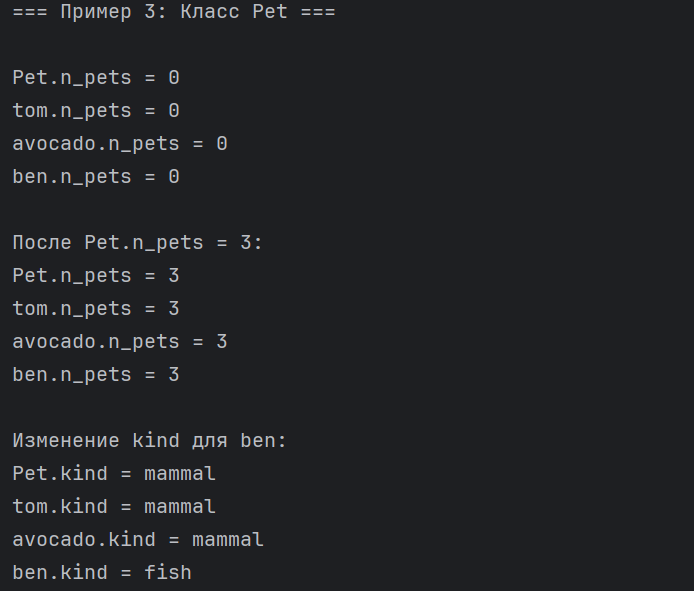 === Пример 3: Класс Pet ===
Pet.n_pets = 0
tom.n_pets = 0
avocado.n_pets = 0
ben.n_pets = 0
После Pet.n_pets = 3:
Pet.n_pets = 3
tom.n_pets = 3
avocado.n_pets = 3
ben.n_pets = 3
Изменение kind для ben:
Pet.kind = mammal
tom.kind = mammal
avocado.kind = mammal
ben.kind = fish